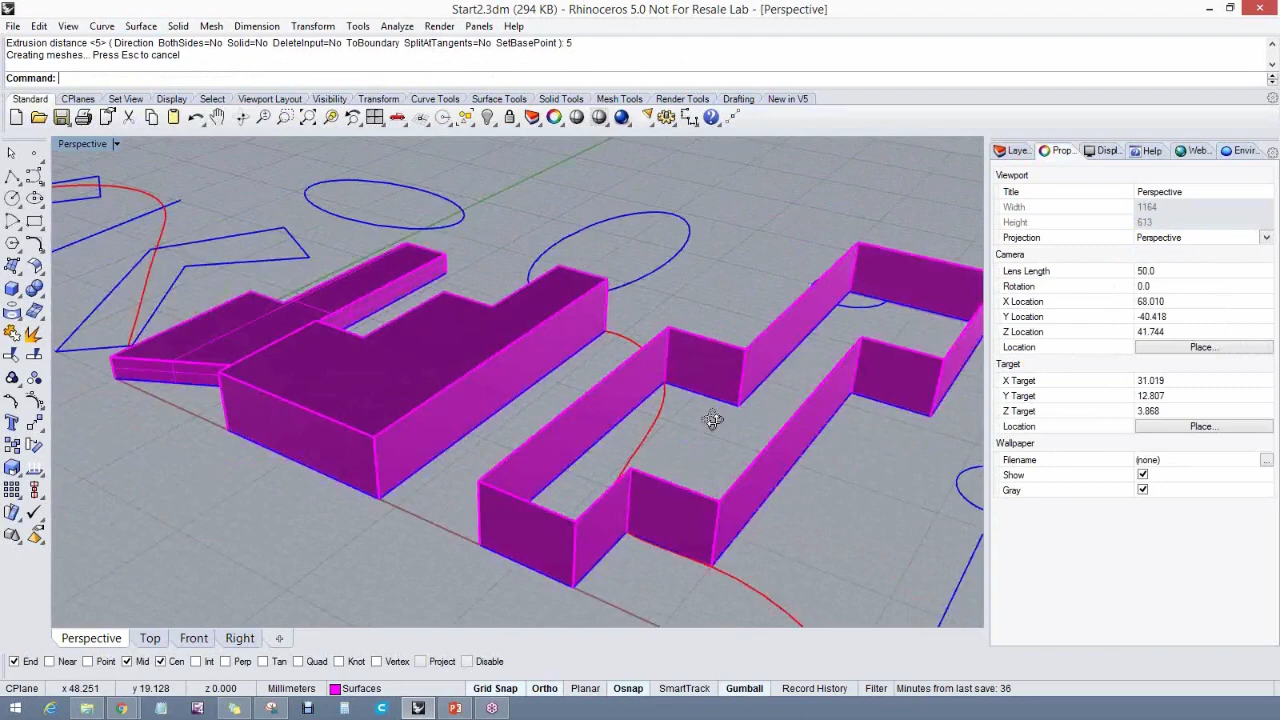 Start2.3dm (294 KB) - Rhinoceros 5.0 Not For Resale Lab - [Perspective]
File Edit View Curve Surface Solid Mesh Dimension Transform Tools Analyze Render Panels Help
Extrusion distance <5> ( Direction BothSides=No Solid=No DeleteInput=No ToBoundary SplitAtTangents=No SetBasePoint ): 5
Creating meshes... Press Esc to cancel
Command:
Standard CPlanes Set View Display Select Viewport Layout Visibility Transform Curve Tools Surface Tools Solid Tools Mesh Tools Render Tools Drafting New in V5
Perspective
Laye... Prop... Displ... Help Web... Envir...
Viewport
Title Perspective
Width 1164
Height 613
Projection Perspective
Camera
Lens Length 50.0
Rotation 0.0
X Location 68.010
Y Location -40.418
Z Location 41.744
Location Place...
Target
X Target 31.019
Y Target 12.807
Z Target 3.868
Location Place...
Wallpaper
Filename (none) ...
Show
Gray
Perspective Top Front Right
End Near Point Mid Cen Int Perp Tan Quad Knot Vertex Project Disable
CPlane x 48.251 y 19.128 z 0.000 Millimeters Surfaces Grid Snap Ortho Planar Osnap SmartTrack Gumball Record History Filter Minutes from last save: 36